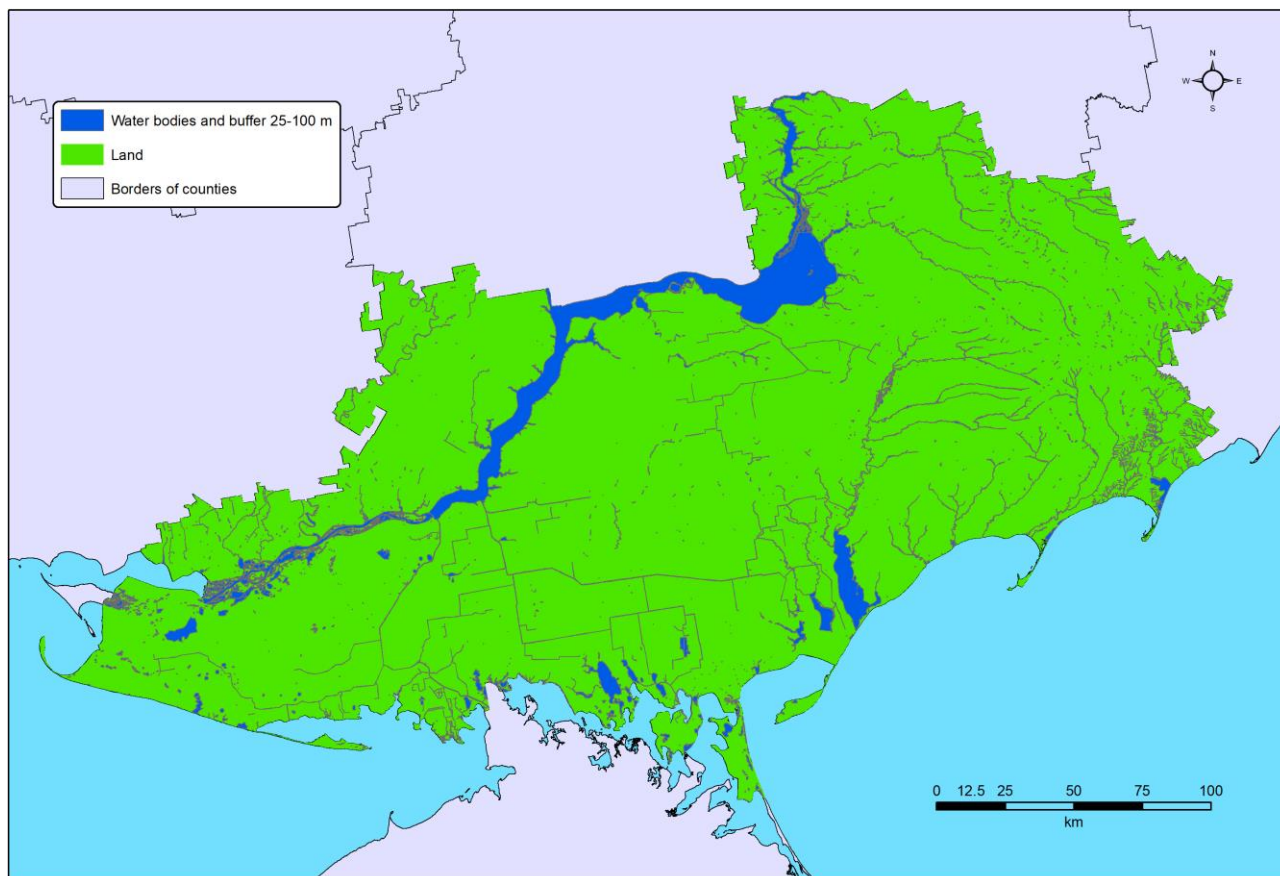 N
W E
S
Water bodies and buffer 25-100 m
Land
Borders of counties
0 12.5 25 50 75 100
km